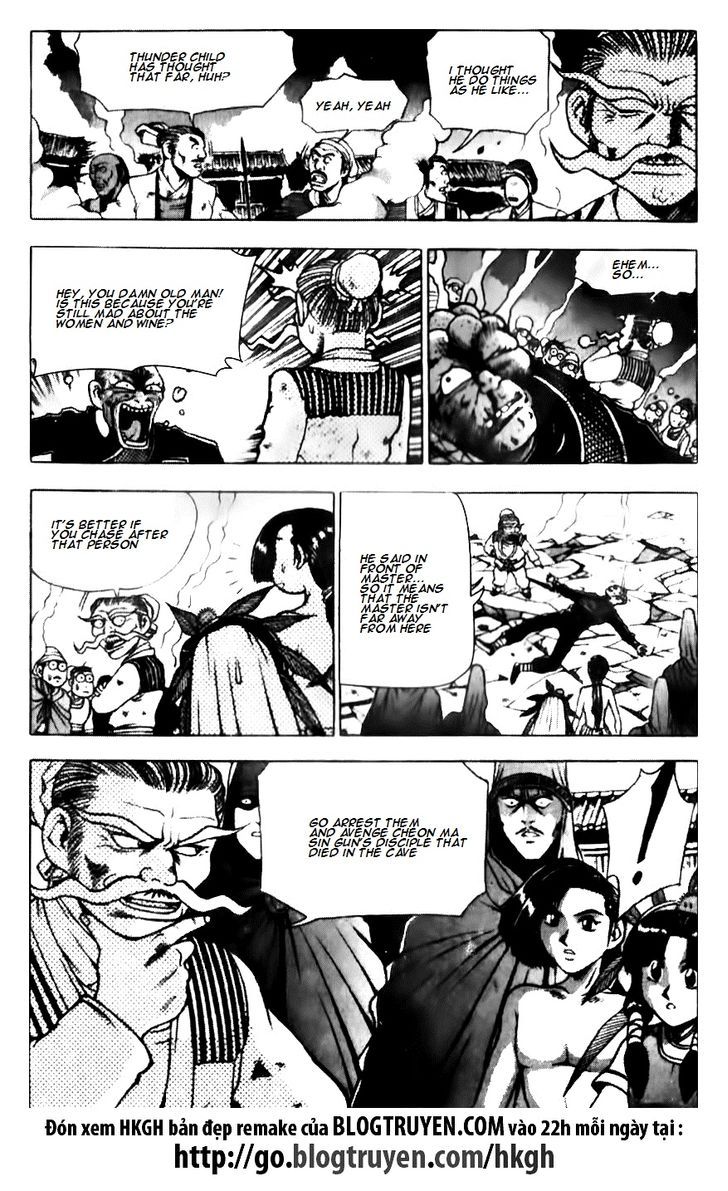 THUNDER CHILD
HAS THOUGHT
THAT FAR, HUH?
YEAH, YEAH
I THOUGHT
HE DO THINGS
AS HE LIKE...
HEY, YOU DAMN OLD MAN!
IS THIS BECAUSE YOU'RE
STILL MAD ABOUT THE
WOMEN AND WINE?
EHEM...
SO...
IT'S BETTER IF
YOU CHASE AFTER
THAT PERSON
HE SAID IN
FRONT OF
MASTER...
SO IT MEANS
THAT THE
MASTER ISN'T
FAR AWAY
FROM HERE
GO ARREST THEM
AND AVENGE CHEON MA
SIN GUN'S DISCIPLE THAT
DIED IN THE CAVE
!
Đón xem HKGH bản đẹp remake của BLOGTRUYEN.COM vào 22h mỗi ngày tại :
http://go.blogtruyen.com/hkgh